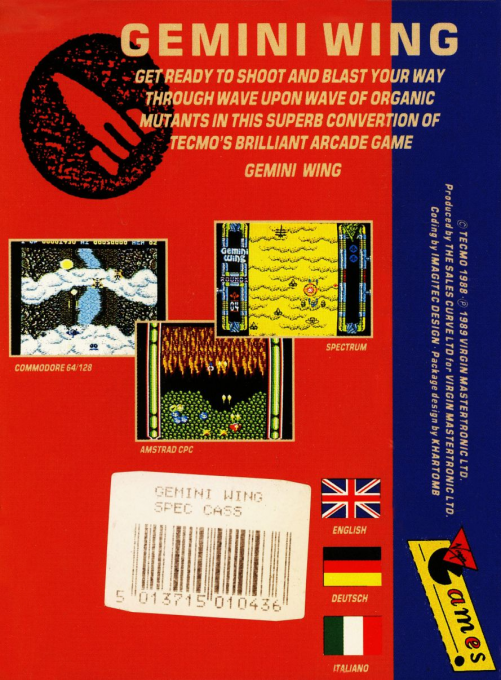 GEMINI WING
GET READY TO SHOOT AND BLAST YOUR WAY
THROUGH WAVE UPON WAVE OF ORGANIC
MUTANTS IN THIS SUPERB CONVERTION OF
TECMO'S BRILLIANT ARCADE GAME
GEMINI WING
Gemini
Wing
COMMODORE 64/128
SPECTRUM
AMSTRAD CPC
© TECMO 1988 ℗ 1989 VIRGIN MASTERTRONIC LTD.
Produced by THE SALES CURVE LTD for VIRGIN MASTERTRONIC LTD.
Coding by IMAGITEC DESIGN Package design by KHARTOMB
GEMINI WING
SPEC CASS
5 013715 010436
ENGLISH
DEUTSCH
ITALIANO
Games